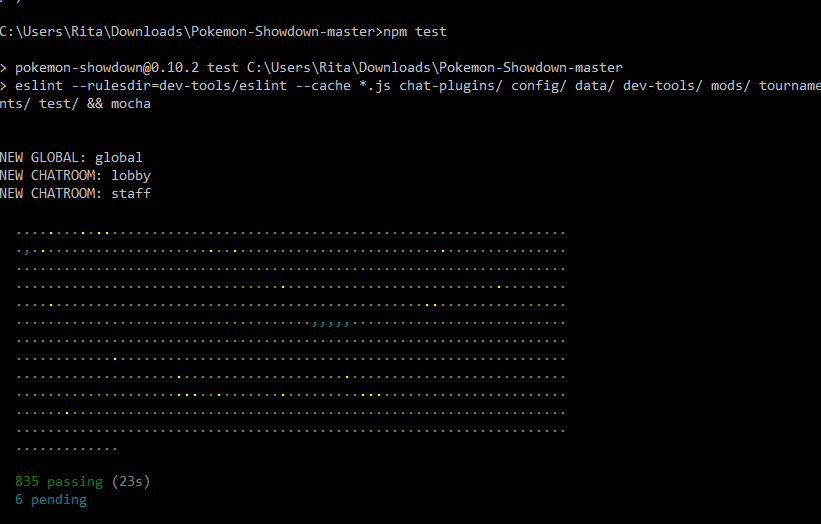 C:\Users\Rita\Downloads\Pokemon-Showdown-master>npm test
> pokemon-showdown@0.10.2 test C:\Users\Rita\Downloads\Pokemon-Showdown-master
> eslint --rulesdir=dev-tools/eslint --cache *.js chat-plugins/ config/ data/ dev-tools/ mods/ tourname
nts/ test/ && mocha
NEW GLOBAL: global
NEW CHATROOM: lobby
NEW CHATROOM: staff
835 passing (23s)
6 pending